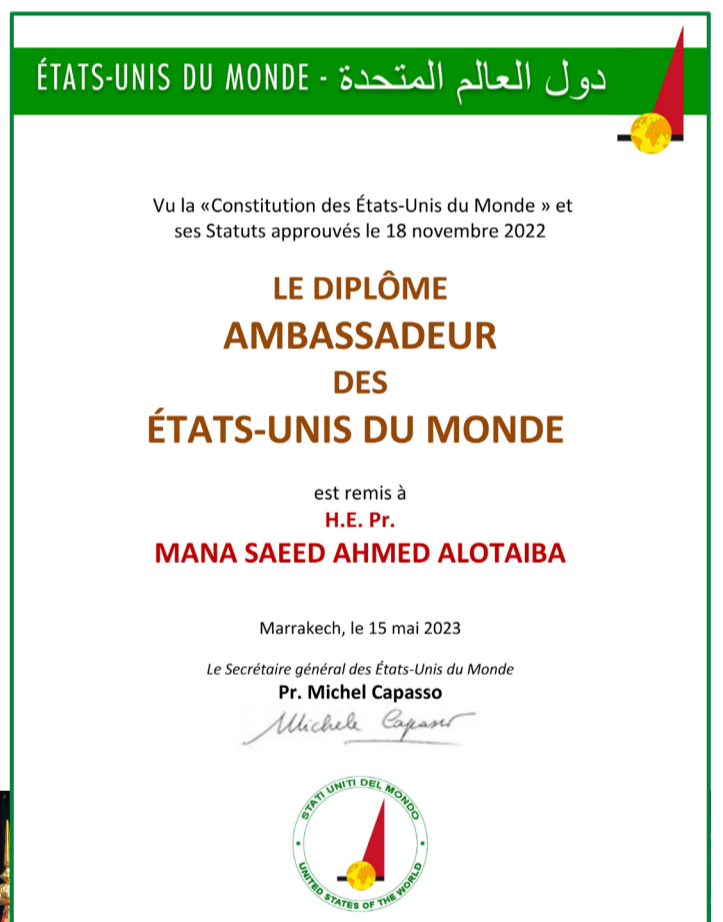 ÉTATS-UNIS DU MONDE - دول العالم المتحدة
Vu la «Constitution des États-Unis du Monde » et
ses Statuts approuvés le 18 novembre 2022
LE DIPLÔME
AMBASSADEUR
DES
ÉTATS-UNIS DU MONDE
est remis à
H.E. Pr.
MANA SAEED AHMED ALOTAIBA
Marrakech, le 15 mai 2023
Le Secrétaire général des États-Unis du Monde
Pr. Michel Capasso
Michele Capasso
STATI UNITI DEL MONDO
UNITED STATES OF THE WORLD